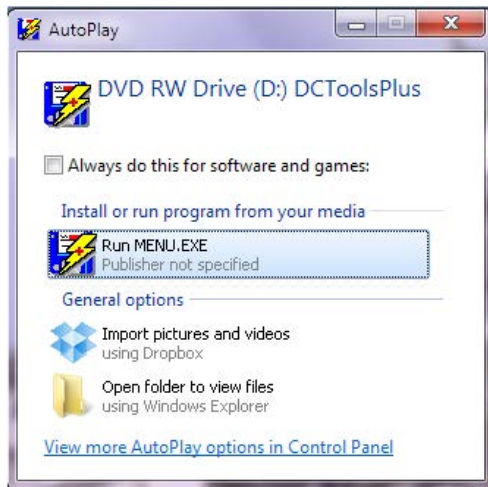 AutoPlay
DVD RW Drive (D:) DCToolsPlus
Always do this for software and games:
Install or run program from your media
Run MENU.EXE
Publisher not specified
General options
Import pictures and videos
using Dropbox
Open folder to view files
using Windows Explorer
View more AutoPlay options in Control Panel